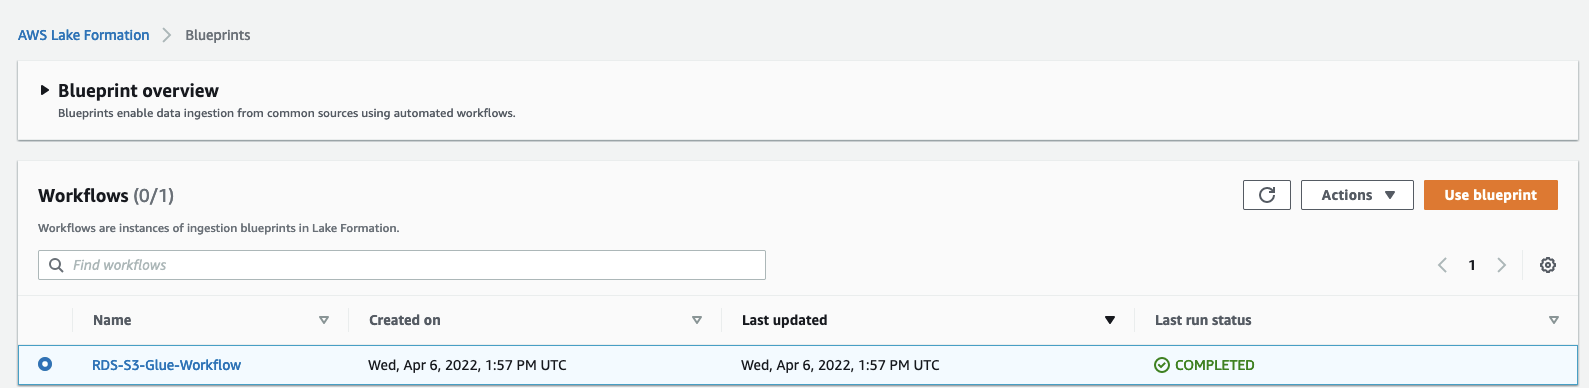 AWS Lake Formation > Blueprints
Blueprint overview
Blueprints enable data ingestion from common sources using automated workflows.
Workflows (0/1)
Actions
Use blueprint
Workflows are instances of ingestion blueprints in Lake Formation.
Find workflows
1
Name Created on Last updated Last run status
RDS-S3-Glue-Workflow Wed, Apr 6, 2022, 1:57 PM UTC Wed, Apr 6, 2022, 1:57 PM UTC COMPLETED